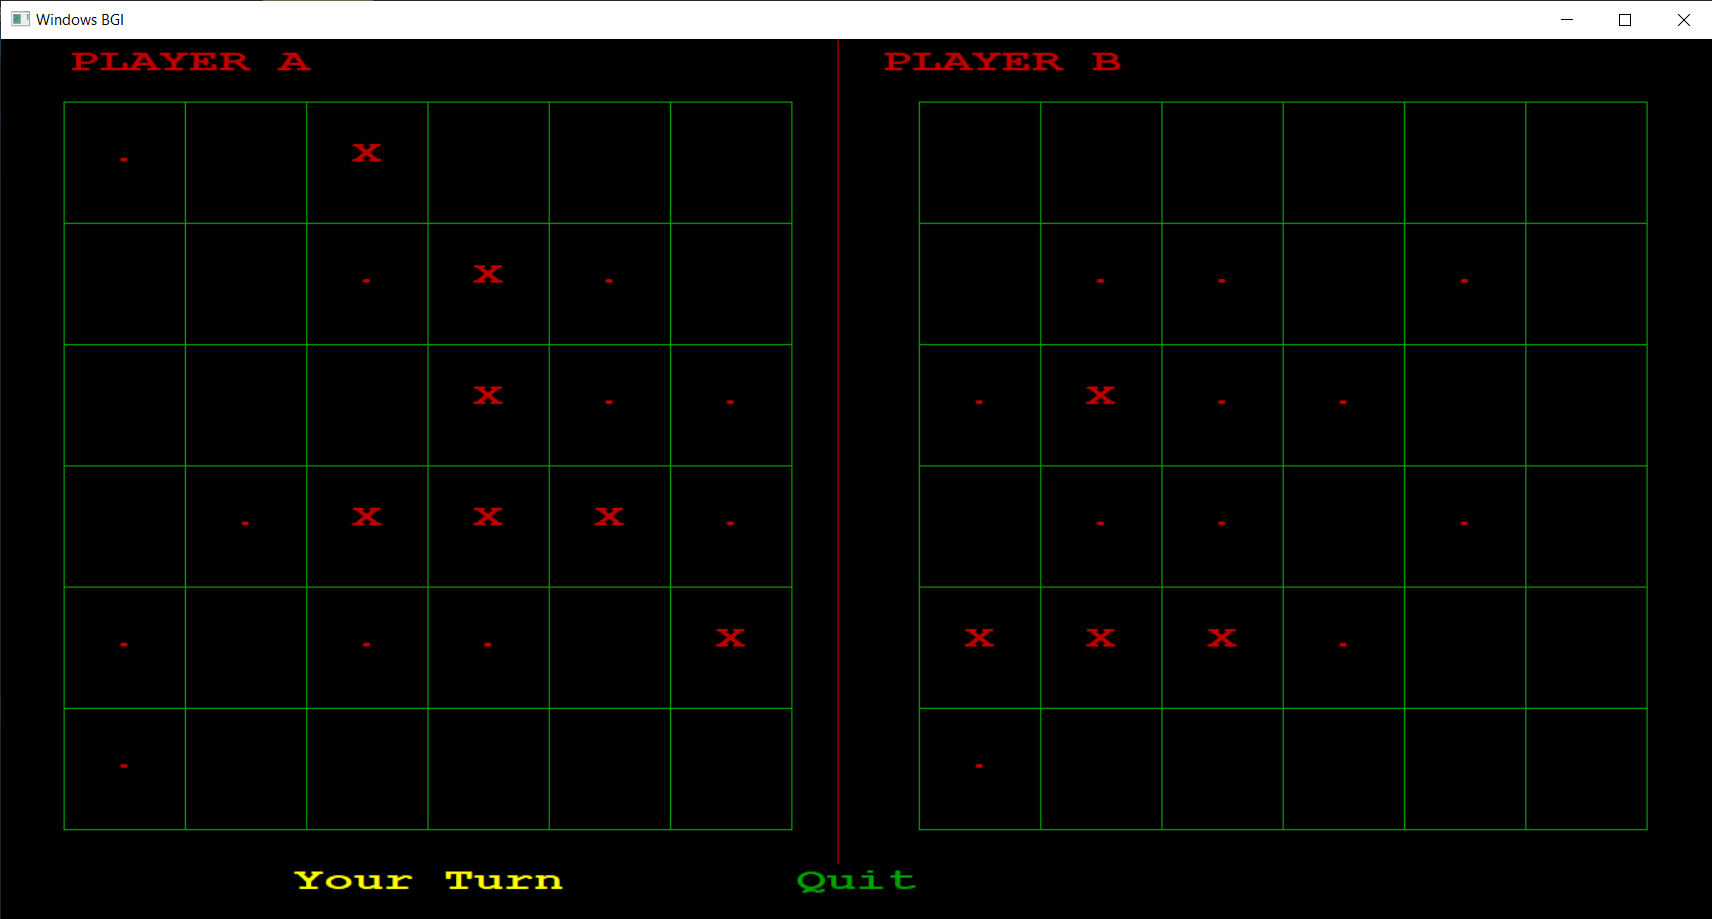 Windows BGI
PLAYER A
PLAYER B
. X
. X .
. . .
X . .
. X . .
. X X X .
. . .
. . . X
X X X .
.
.
Your Turn
Quit